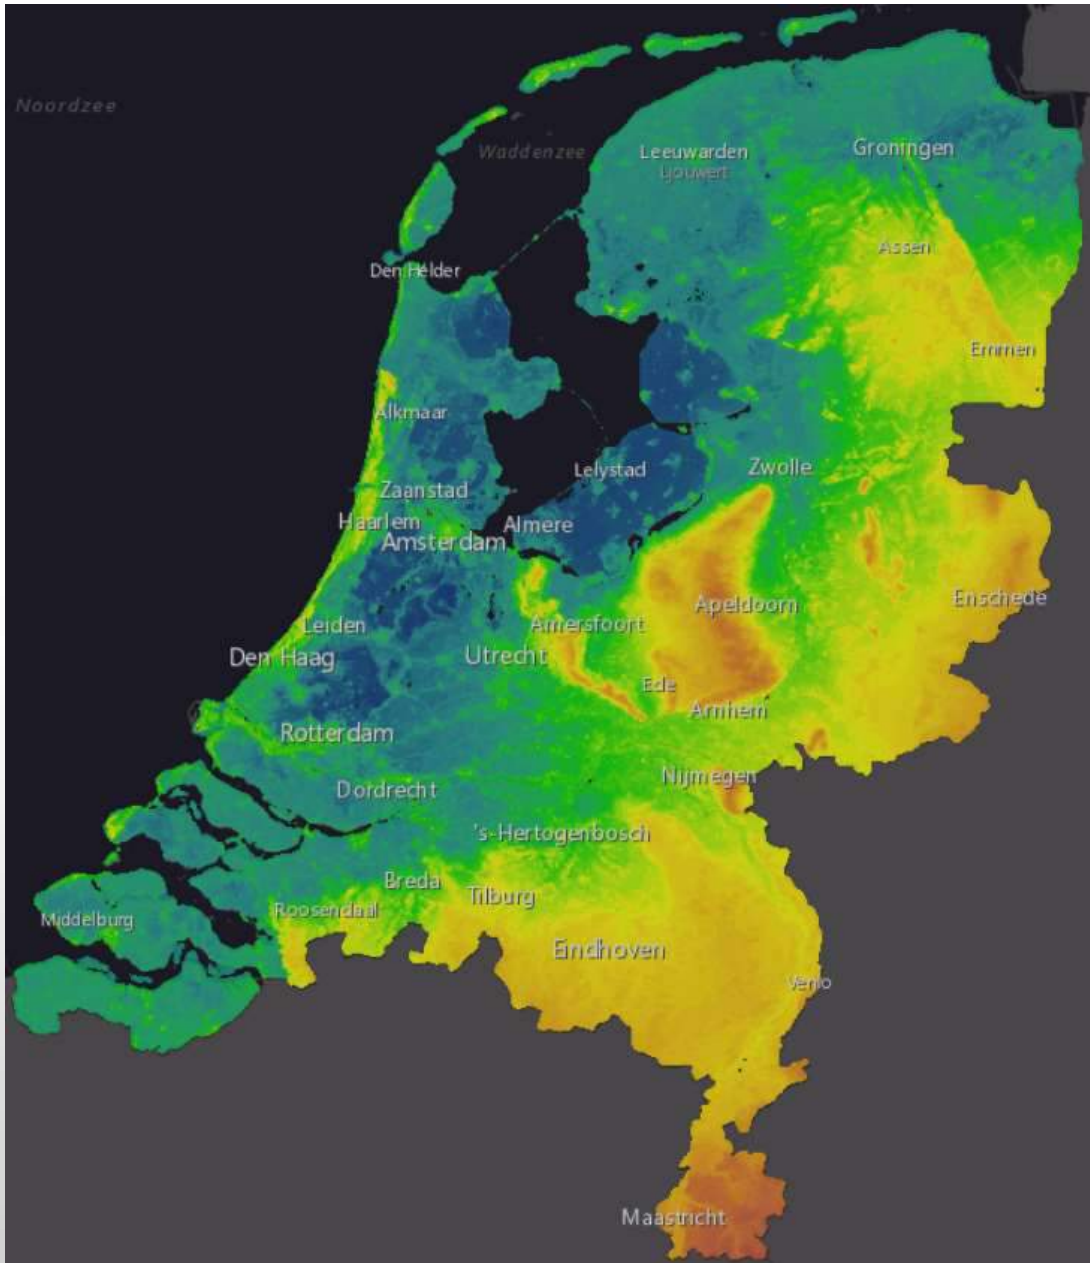 Noordzee
Waddenzee
Leeuwarden
Ljouwert
Groningen
Assen
Den Helder
Emmen
Alkmaar
Lelystad
Zwolle
Zaanstad
Haarlem
Almere
Amsterdam
Enschede
Apeldoorn
Leiden
Amersfoort
Den Haag
Utrecht
Ede
Arnhem
Rotterdam
Nijmegen
Dordrecht
's-Hertogenbosch
Breda
Tilburg
Roosendaal
Middelburg
Eindhoven
Venlo
Maastricht